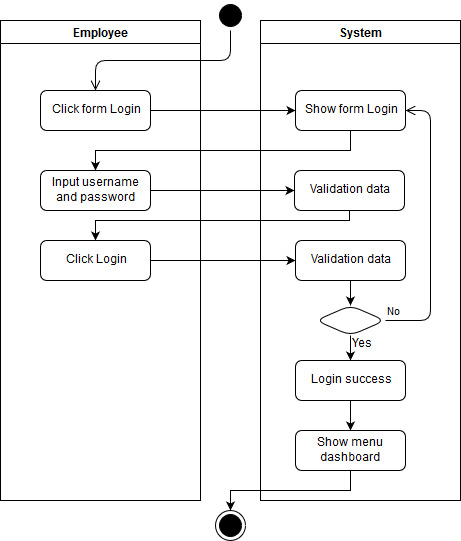 Employee
System
Click form Login
Show form Login
Input username
and password
Validation data
Click Login
Validation data
No
Yes
Login success
Show menu
dashboard